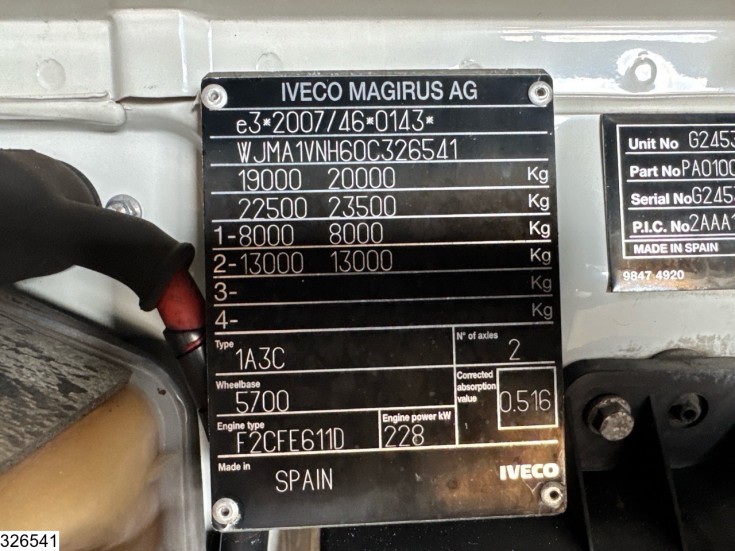 IVECO MAGIRUS AG
e3*2007/46*0143*
WJMA1VNH60C326541
19000 20000 Kg
22500 23500 Kg
1-8000 8000 Kg
2-13000 13000 Kg
3- Kg
4- Kg
Type 1A3C
N° of axles 2
Wheelbase 5700
Corrected absorption value 0.516
Engine type F2CFE611D
Engine power kW 228
Made in SPAIN
IVECO
Unit No G2453
Part No PA0100
Serial No G2453
P.I.C. No 2AAA1
MADE IN SPAIN
9847 4920
326541